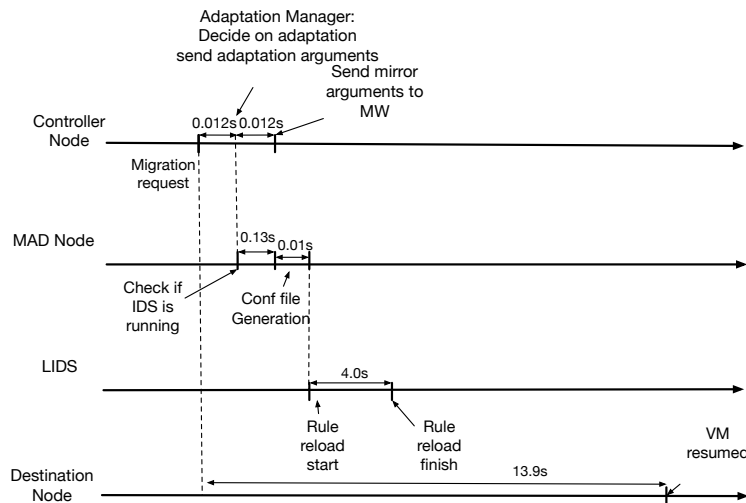 Adaptation Manager:
Decide on adaptation
send adaptation arguments
Send mirror
arguments to
MW
Controller
Node
0.012s
0.012s
Migration
request
MAD Node
0.13s
0.01s
Check if
IDS is
running
Conf file
Generation
LIDS
4.0s
Rule
reload
start
Rule
reload
finish
VM
resumed
Destination
Node
13.9s